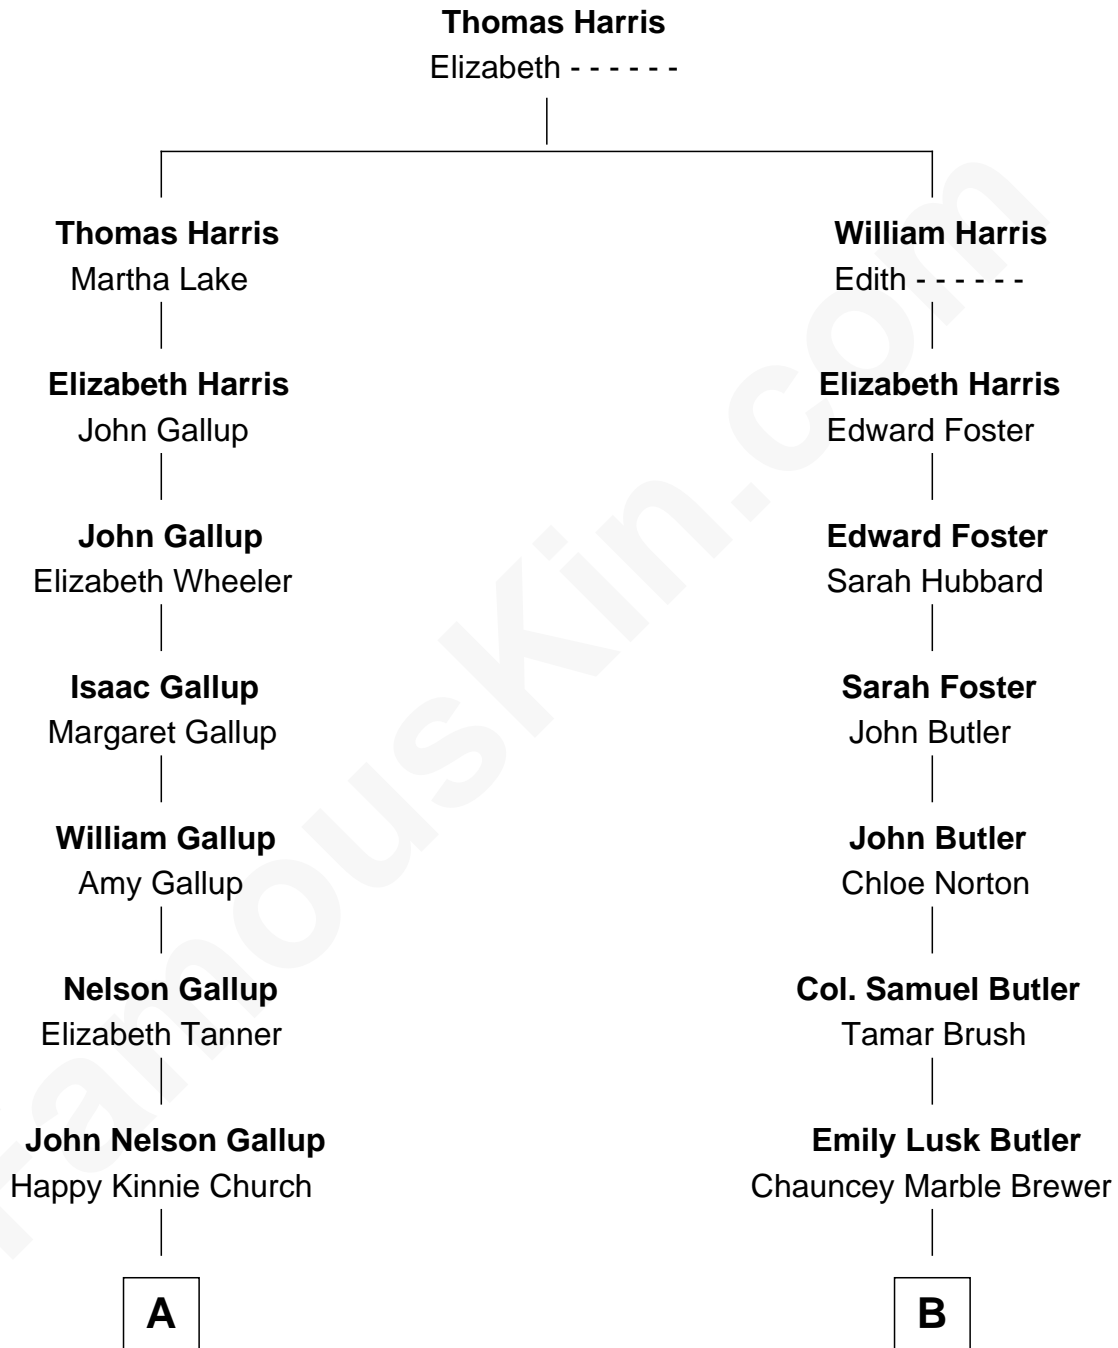 Thomas Harris
Elizabeth - - - - - -
Thomas Harris
Martha Lake
William Harris
Edith - - - - - -
Elizabeth Harris
John Gallup
Elizabeth Harris
Edward Foster
John Gallup
Elizabeth Wheeler
Edward Foster
Sarah Hubbard
Isaac Gallup
Margaret Gallup
Sarah Foster
John Butler
William Gallup
Amy Gallup
John Butler
Chloe Norton
Nelson Gallup
Elizabeth Tanner
Col. Samuel Butler
Tamar Brush
John Nelson Gallup
Happy Kinnie Church
Emily Lusk Butler
Chauncey Marble Brewer
A
B
FamousKin.com